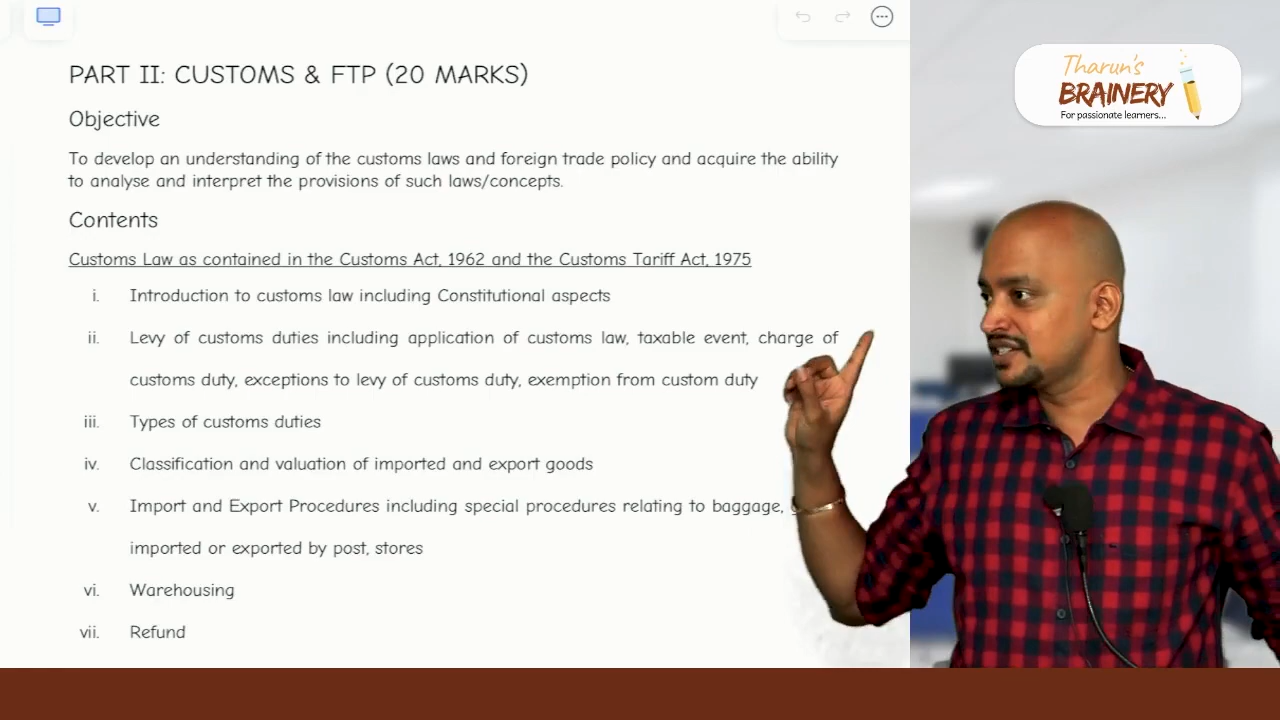 PART II: CUSTOMS & FTP (20 MARKS)
Tharun's
BRAINERY
For passionate learners...
Objective
To develop an understanding of the customs laws and foreign trade policy and acquire the ability
to analyse and interpret the provisions of such laws/concepts.
Contents
Customs Law as contained in the Customs Act, 1962 and the Customs Tariff Act, 1975
i. Introduction to customs law including Constitutional aspects
ii. Levy of customs duties including application of customs law, taxable event, charge of
customs duty, exceptions to levy of customs duty, exemption from custom duty
iii. Types of customs duties
iv. Classification and valuation of imported and export goods
v. Import and Export Procedures including special procedures relating to baggage,
imported or exported by post, stores
vi. Warehousing
vii. Refund